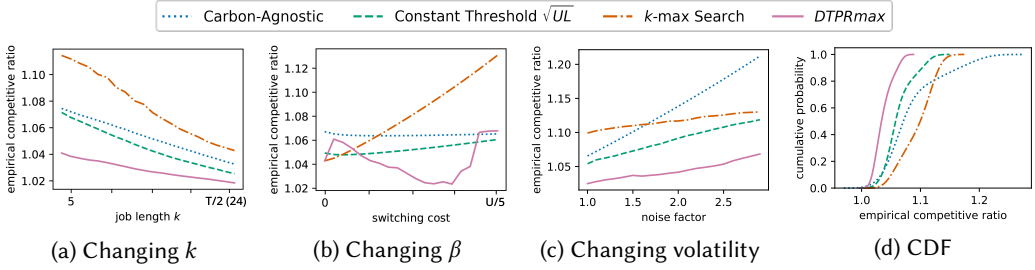 Carbon-Agnostic Constant Threshold √UL k-max Search DTPRmax
empirical competitive ratio
1.10
1.08
1.06
1.04
1.02
5 T/2 (24)
job length k
(a) Changing k
empirical competitive ratio
1.12
1.10
1.08
1.06
1.04
1.02
0 U/5
switching cost
(b) Changing β
empirical competitive ratio
1.20
1.15
1.10
1.05
1.0 1.5 2.0 2.5
noise factor
(c) Changing volatility
cumulative probability
1.0
0.8
0.6
0.4
0.2
0.0
1.0 1.1 1.2
empirical competitive ratio
(d) CDF